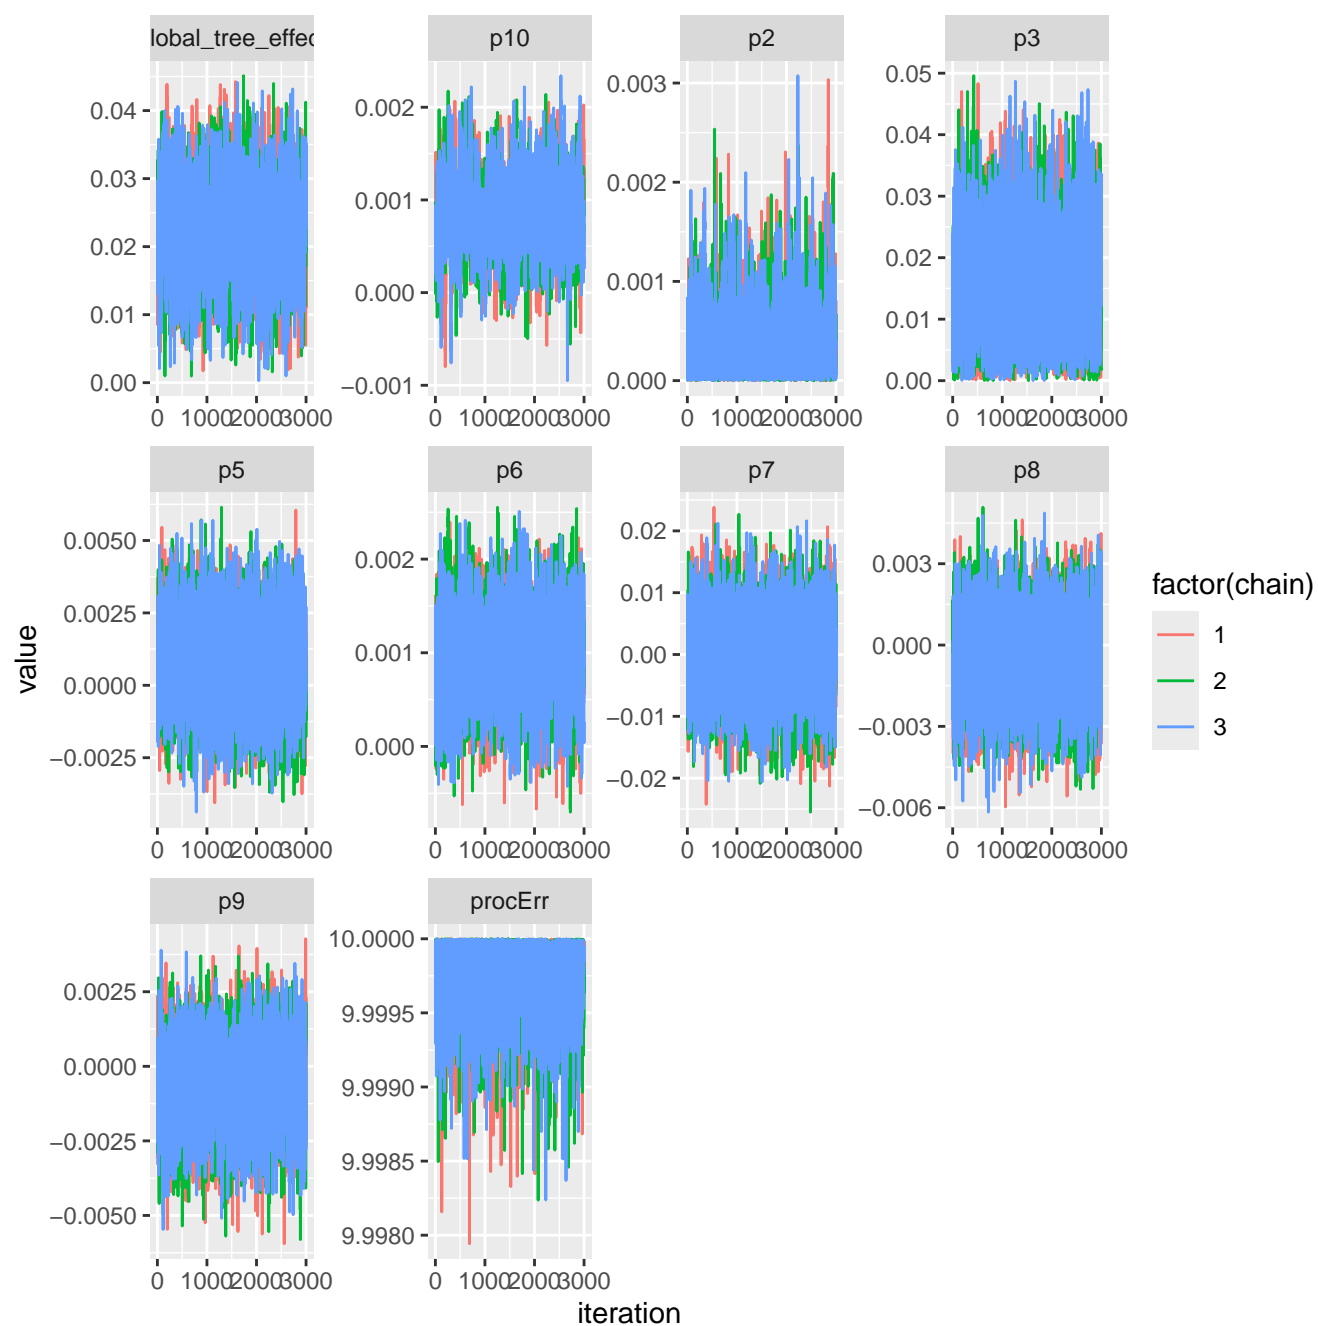 lobal_tree_effec p10 p2 p3
0.04 0.03 0.02 0.01 0.00
0.002 0.001 0.000 −0.001
0.003 0.002 0.001 0.000
0.05 0.04 0.03 0.02 0.01 0.00
0 1000 2000 3000 0 1000 2000 3000 0 1000 2000 3000 0 1000 2000 3000
p5 p6 p7 p8
0.0050 0.0025 0.0000 −0.0025
0.002 0.001 0.000
0.02 0.01 0.00 −0.01 −0.02
0.003 0.000 −0.003 −0.006
0 1000 2000 3000 0 1000 2000 3000 0 1000 2000 3000 0 1000 2000 3000
p9 procErr
0.0025 0.0000 −0.0025 −0.0050
10.0000 9.9995 9.9990 9.9985 9.9980
0 1000 2000 3000 0 1000 2000 3000
iteration
value
factor(chain)
1
2
3